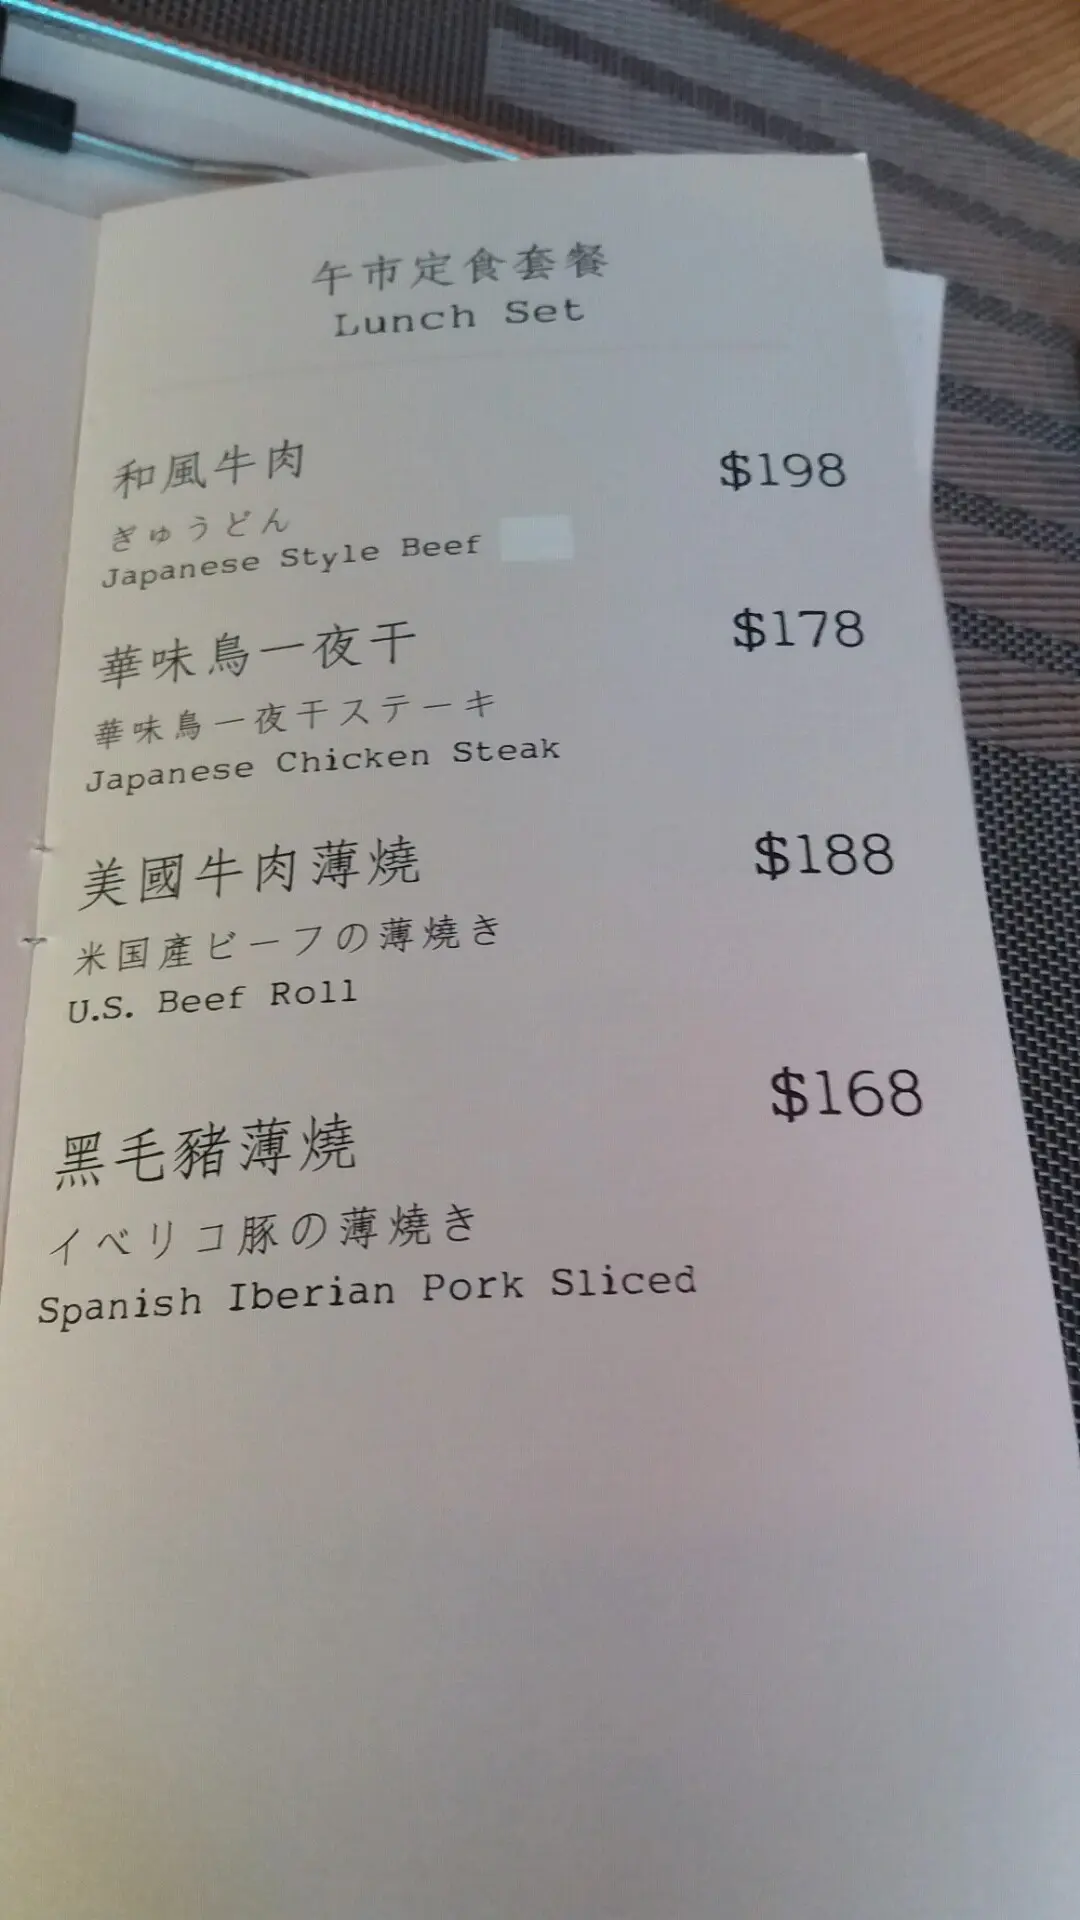 午市定食套餐
Lunch Set
和風牛肉 $198
ぎゅうどん
Japanese Style Beef
華味鳥一夜干 $178
華味鳥一夜干ステーキ
Japanese Chicken Steak
美國牛肉薄燒 $188
米国產ビーフの薄燒き
U.S. Beef Roll
黑毛豬薄燒 $168
イベリコ豚の薄燒き
Spanish Iberian Pork Sliced